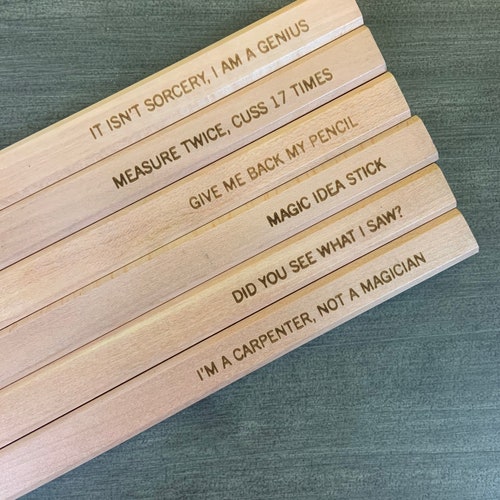 IT ISN'T SORCERY, I AM A GENIUS
MEASURE TWICE, CUSS 17 TIMES
GIVE ME BACK MY PENCIL
MAGIC IDEA STICK
DID YOU SEE WHAT I SAW?
I'M A CARPENTER, NOT A MAGICIAN